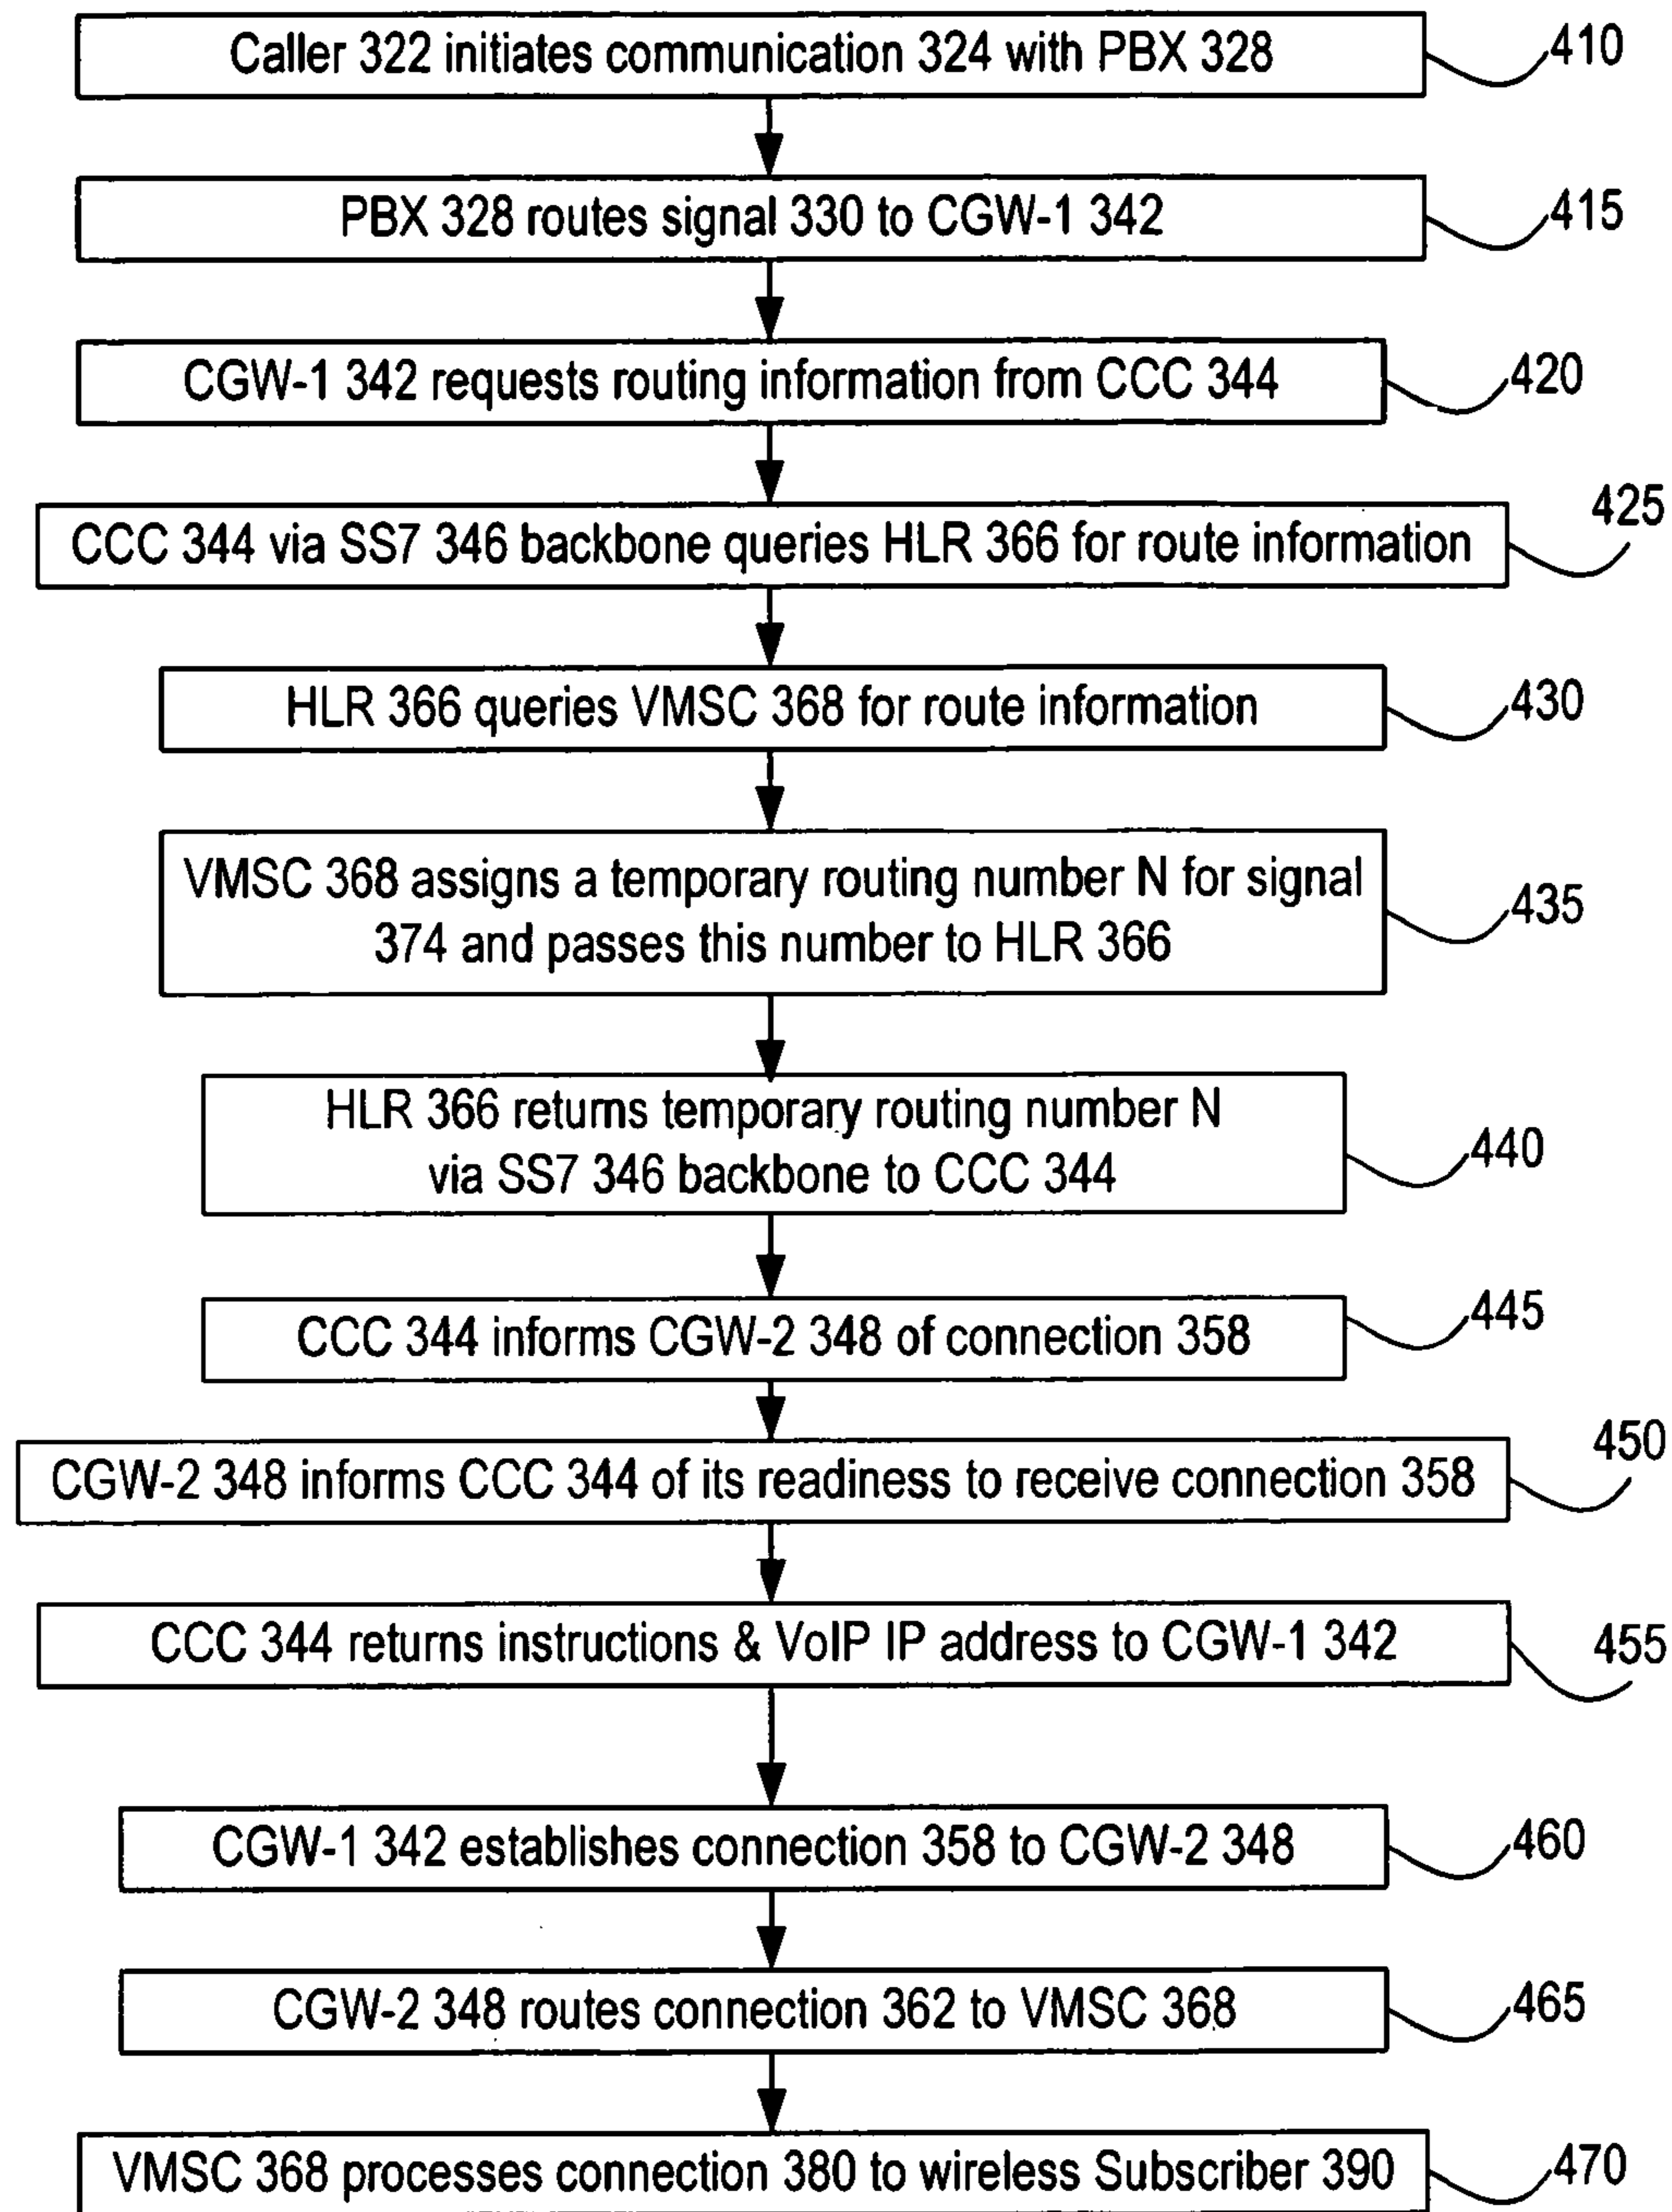 Caller 322 initiates communication 324 with PBX 328
410
PBX 328 routes signal 330 to CGW-1 342
415
CGW-1 342 requests routing information from CCC 344
420
CCC 344 via SS7 346 backbone queries HLR 366 for route information
425
HLR 366 queries VMSC 368 for route information
430
VMSC 368 assigns a temporary routing number N for signal
374 and passes this number to HLR 366
435
HLR 366 returns temporary routing number N
via SS7 346 backbone to CCC 344
440
CCC 344 informs CGW-2 348 of connection 358
445
CGW-2 348 informs CCC 344 of its readiness to receive connection 358
450
CCC 344 returns instructions & VoIP IP address to CGW-1 342
455
CGW-1 342 establishes connection 358 to CGW-2 348
460
CGW-2 348 routes connection 362 to VMSC 368
465
VMSC 368 processes connection 380 to wireless Subscriber 390
470